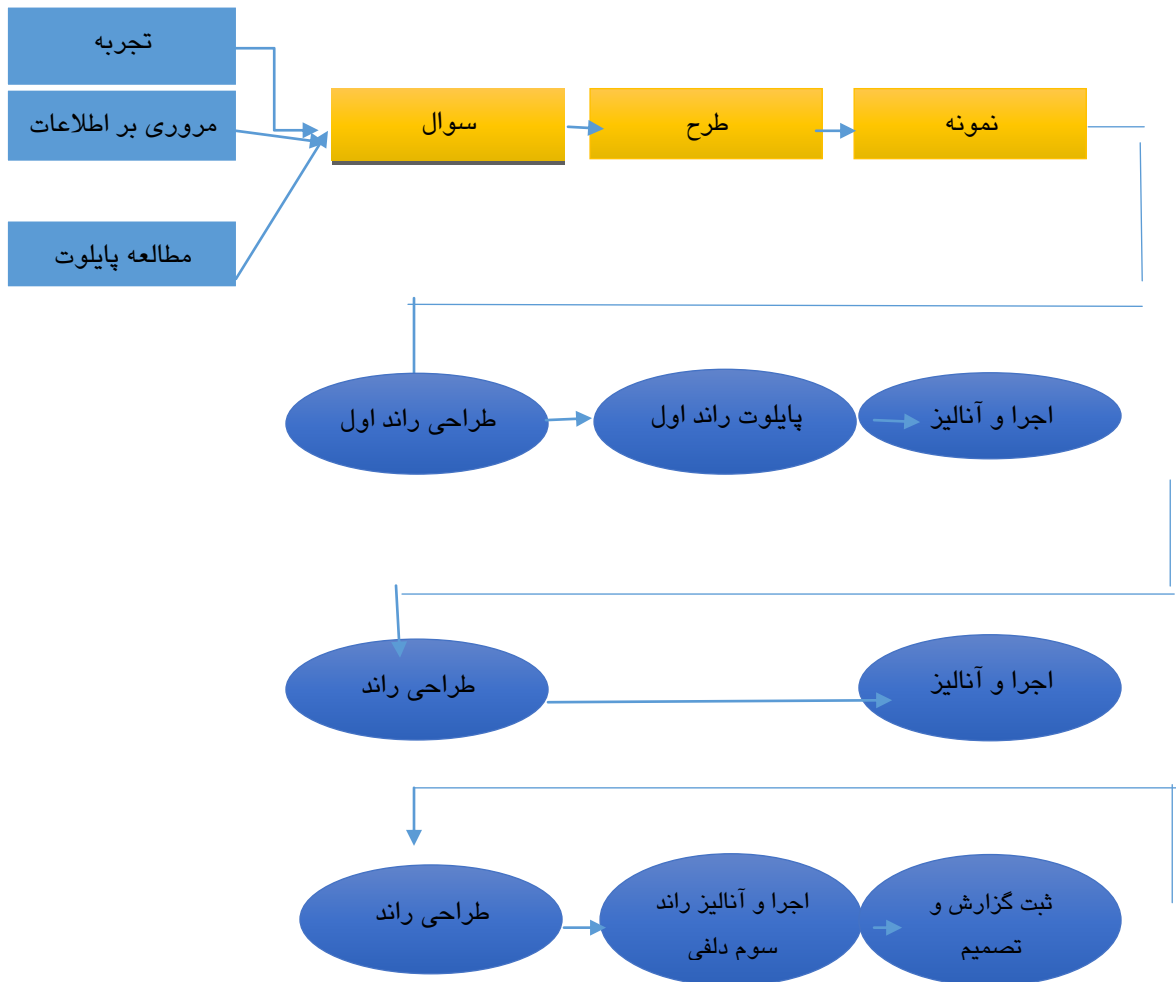 تجربه
مروری بر اطلاعات
مطالعه پایلوت
سوال
طرح
نمونه
طراحی راند اول
پایلوت راند اول
اجرا و آنالیز
طراحی راند
اجرا و آنالیز
طراحی راند
اجرا و آنالیز راند
سوم دلفی
ثبت گزارش و
تصمیم